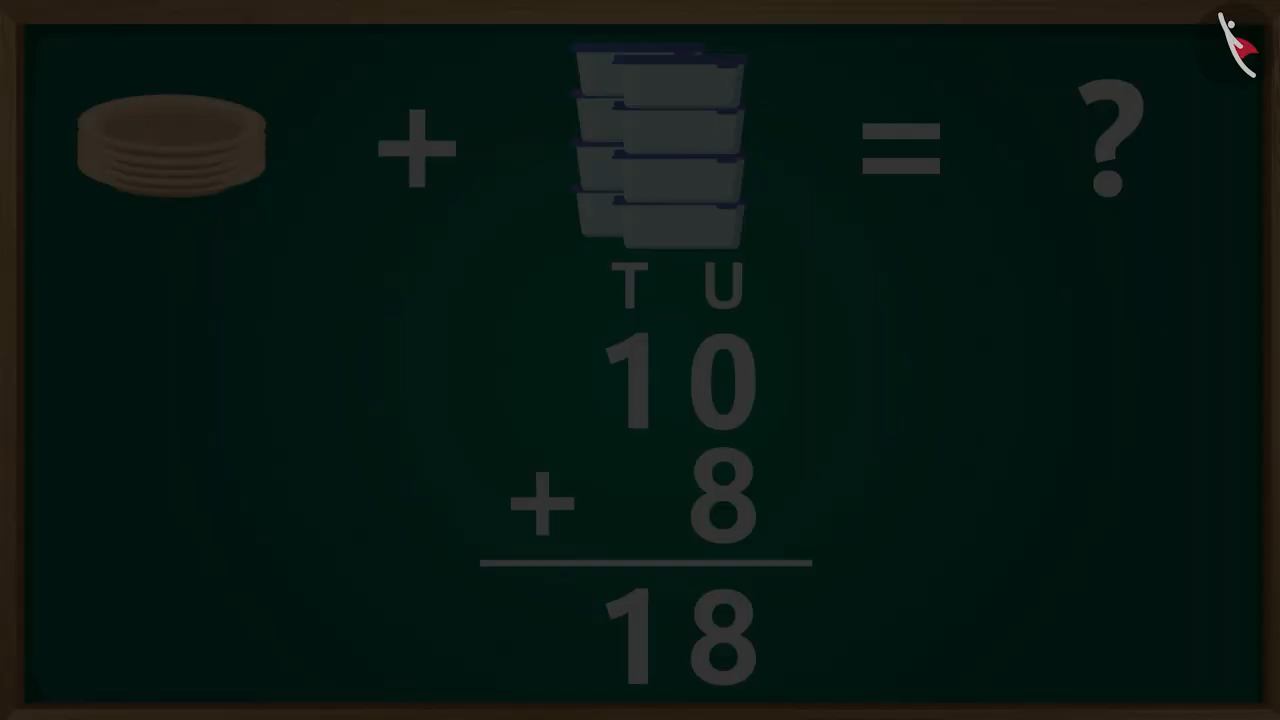 + = ?
T U
10
+ 8
18